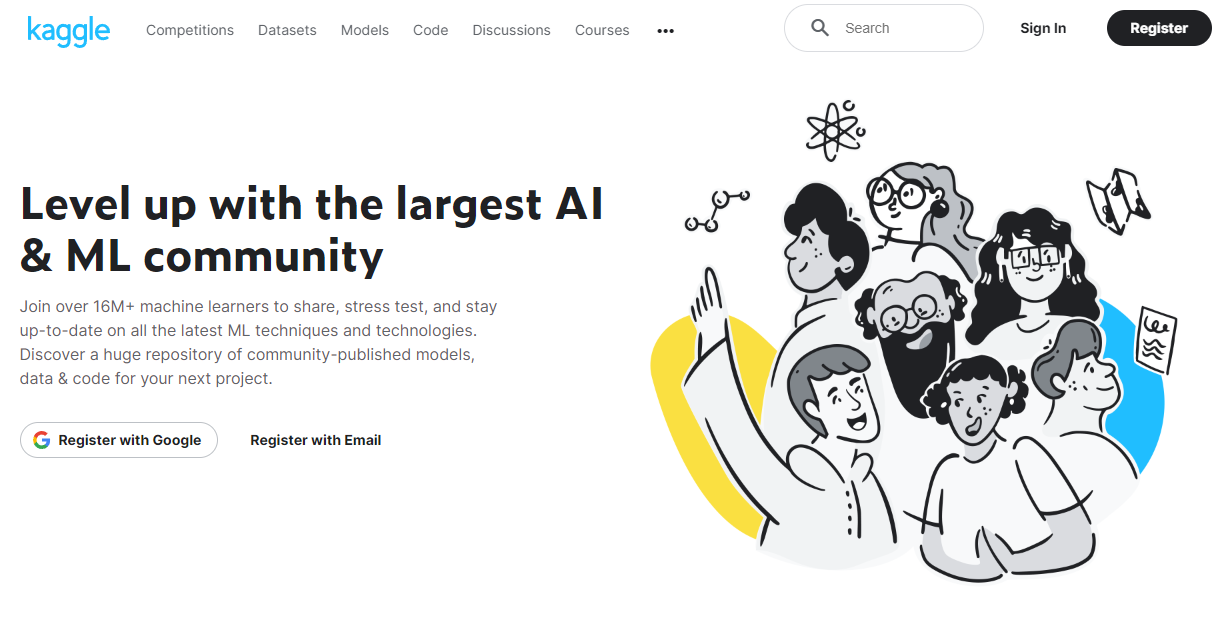 kaggle Competitions Datasets Models Code Discussions Courses ••• Search Sign In Register
Level up with the largest AI
& ML community
Join over 16M+ machine learners to share, stress test, and stay
up-to-date on all the latest ML techniques and technologies.
Discover a huge repository of community-published models,
data & code for your next project.
Register with Google Register with Email